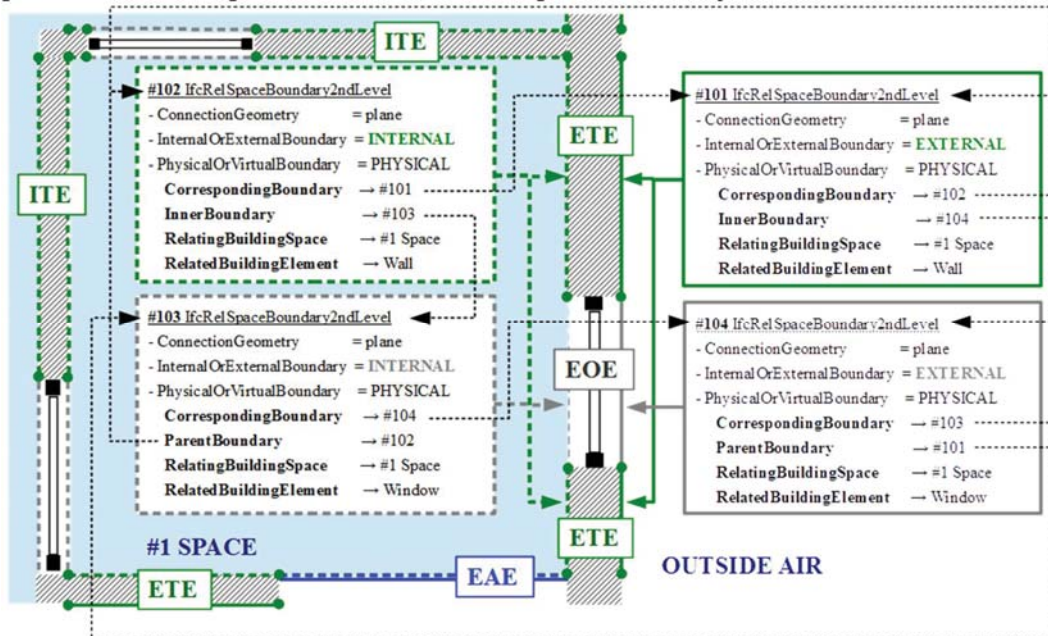 ITE
#102 IfcRelSpaceBoundary2ndLevel
- ConnectionGeometry = plane
- InternalOrExternalBoundary = INTERNAL
- PhysicalOrVirtualBoundary = PHYSICAL
CorrespondingBoundary → #101
InnerBoundary → #103
RelatingBuildingSpace → #1 Space
RelatedBuildingElement → Wall
ETE
#101 IfcRelSpaceBoundary2ndLevel
- ConnectionGeometry = plane
- InternalOrExternalBoundary = EXTERNAL
- PhysicalOrVirtualBoundary = PHYSICAL
CorrespondingBoundary → #102
InnerBoundary → #104
RelatingBuildingSpace → #1 Space
RelatedBuildingElement → Wall
ITE
#103 IfcRelSpaceBoundary2ndLevel
- ConnectionGeometry = plane
- InternalOrExternalBoundary = INTERNAL
- PhysicalOrVirtualBoundary = PHYSICAL
CorrespondingBoundary → #104
ParentBoundary → #102
RelatingBuildingSpace → #1 Space
RelatedBuildingElement → Window
EOE
#104 IfcRelSpaceBoundary2ndLevel
- ConnectionGeometry = plane
- InternalOrExternalBoundary = EXTERNAL
- PhysicalOrVirtualBoundary = PHYSICAL
CorrespondingBoundary → #103
ParentBoundary → #101
RelatingBuildingSpace → #1 Space
RelatedBuildingElement → Window
#1 SPACE
ETE
OUTSIDE AIR
ETE
EAE